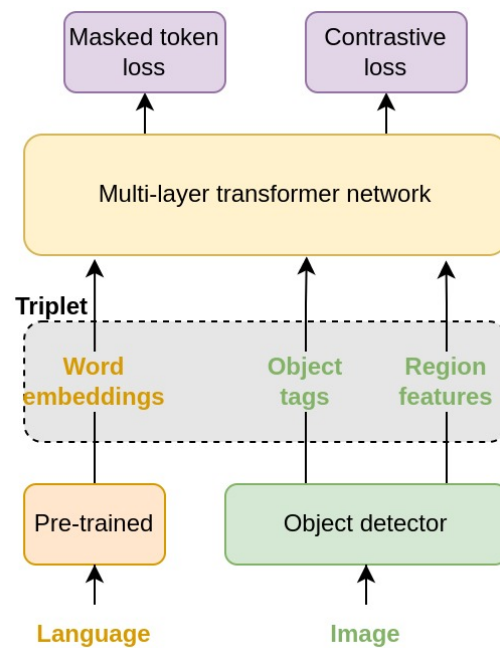 Masked token
loss
Contrastive
loss
Multi-layer transformer network
Triplet
Word
embeddings
Object
tags
Region
features
Pre-trained
Object detector
Language
Image